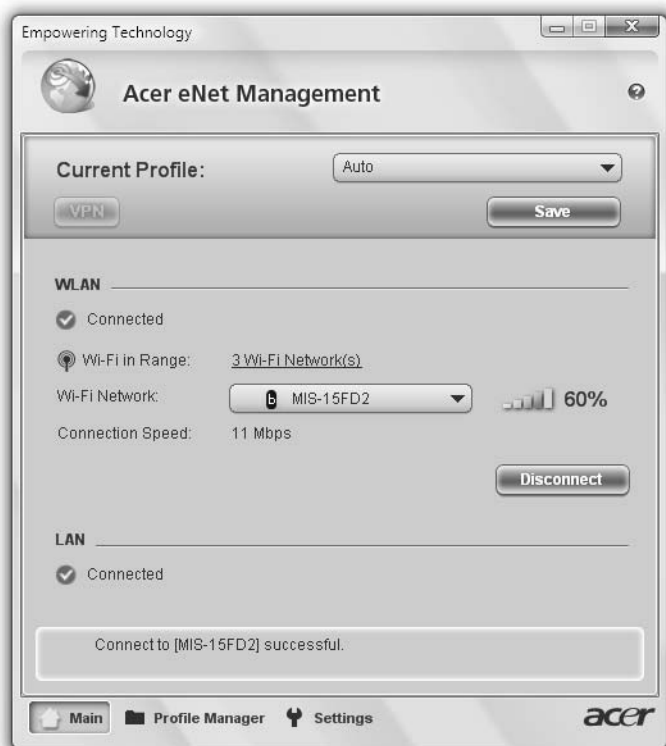 Empowering Technology
Acer eNet Management
Current Profile:
Auto
VPN
Save
WLAN
Connected
Wi-Fi in Range:
3 Wi-Fi Network(s)
Wi-Fi Network:
b MIS-15FD2
60%
Connection Speed:
11 Mbps
Disconnect
LAN
Connected
Connect to [MIS-15FD2] successful.
Main
Profile Manager
Settings
acer